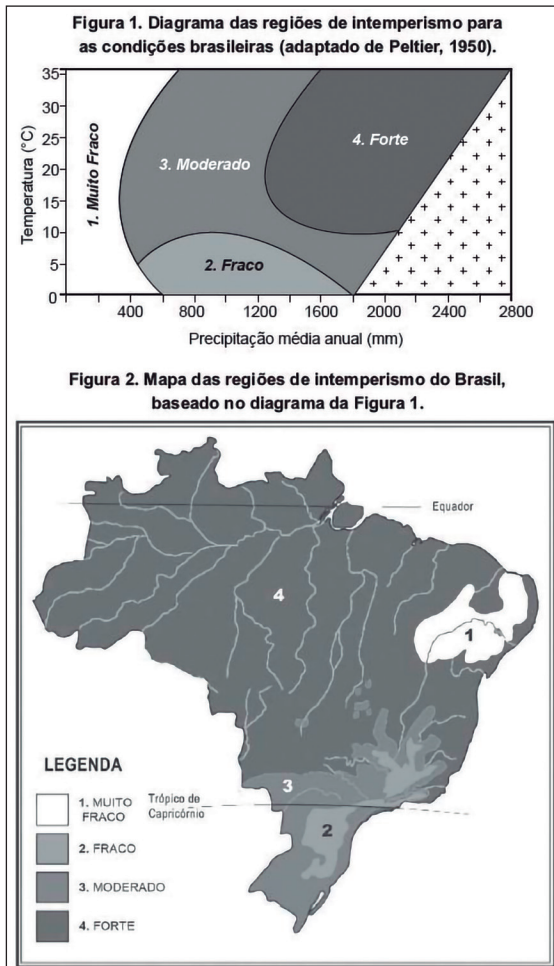 Figura 1. Diagrama das regiões de intemperismo para
as condições brasileiras (adaptado de Peltier, 1950).
Temperatura (°C)
35
30
25
20
15
10
5
0
1. Muito Fraco
3. Moderado
4. Forte
2. Fraco
400 800 1200 1600 2000 2400 2800
Precipitação média anual (mm)
Figura 2. Mapa das regiões de intemperismo do Brasil,
baseado no diagrama da Figura 1.
Equador
4
1
3
2
Trópico de
Capricórnio
LEGENDA
1. MUITO
FRACO
2. FRACO
3. MODERADO
4. FORTE